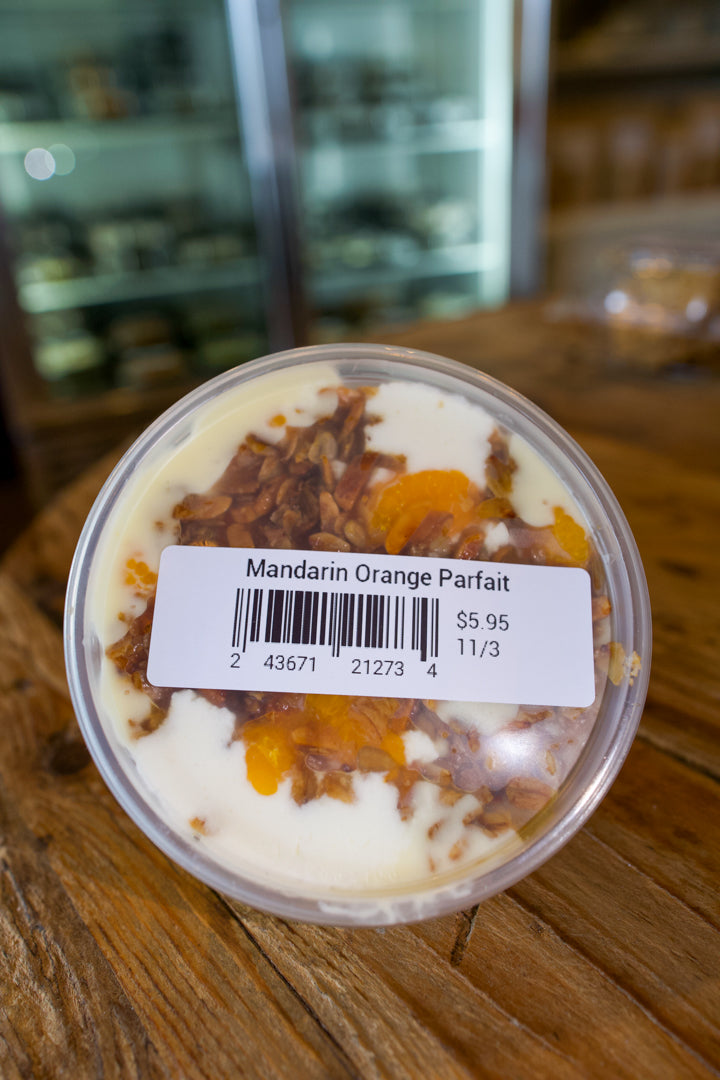 Mandarin Orange Parfait
$5.95
11/3
2 43671 21273 4